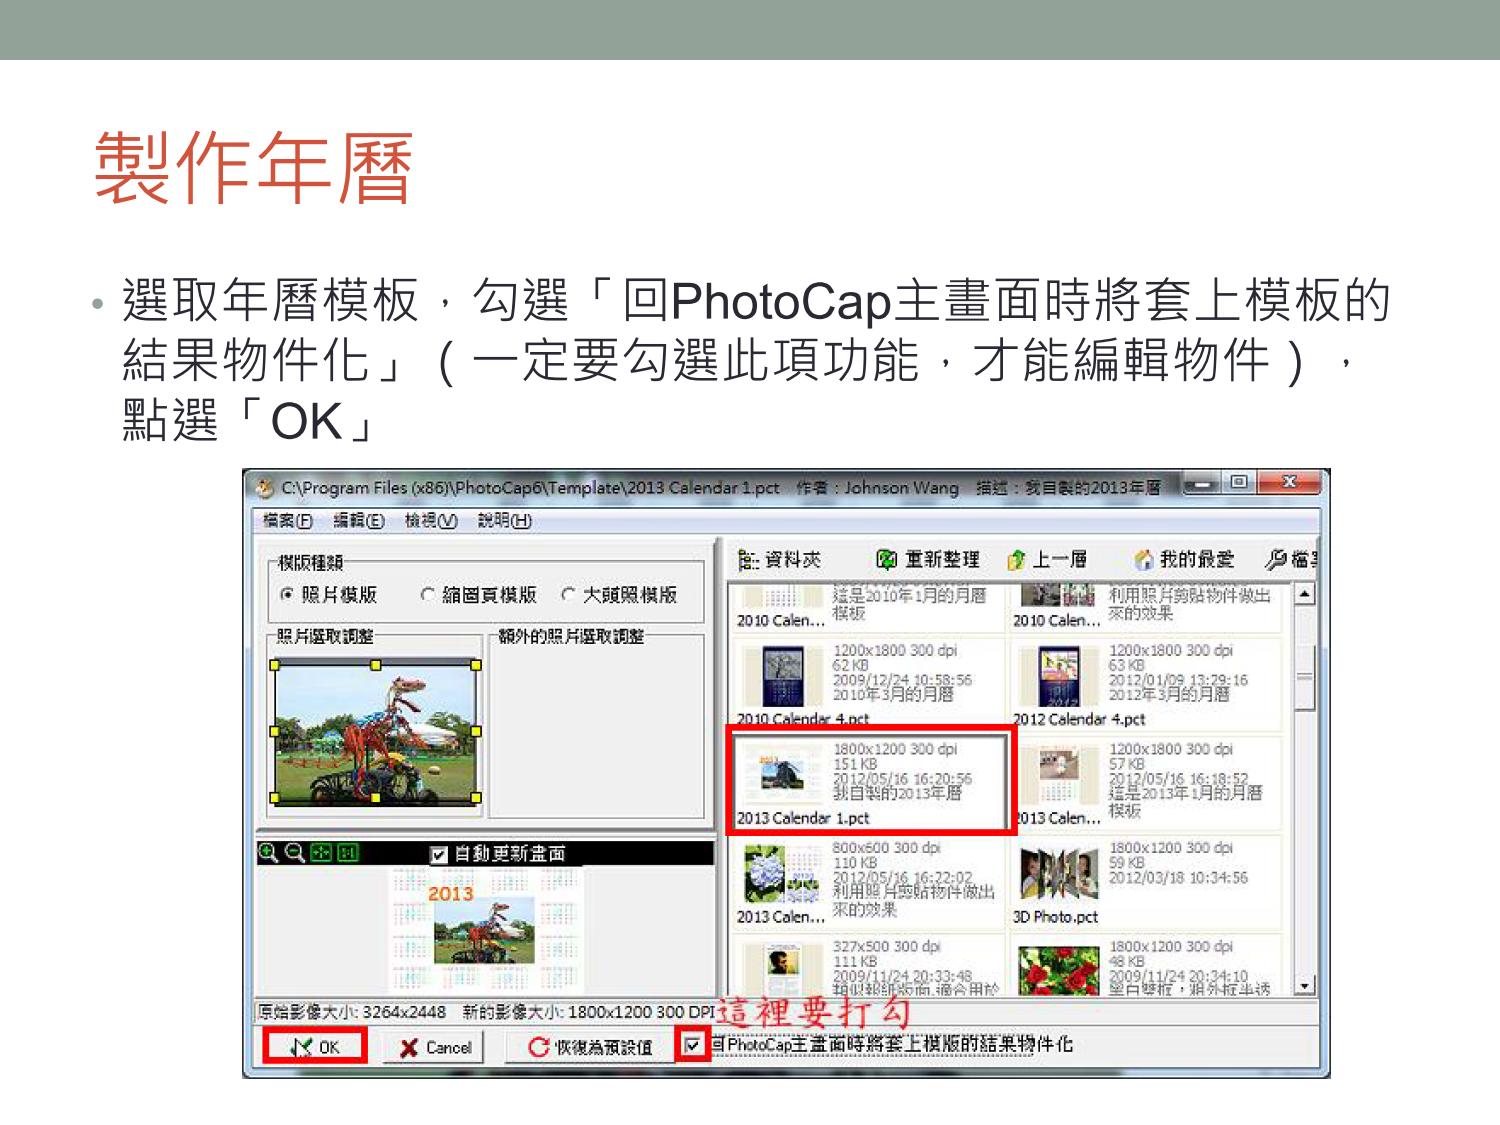 製作年曆
• 選取年曆模板，勾選「回PhotoCap主畫面時將套上模板的
結果物件化」（一定要勾選此項功能，才能編輯物件），
點選「OK」
C:\Program Files (x86)\PhotoCap6\Template\2013 Calendar 1.pct 作者：Johnson Wang 描述：我自製的2013年曆
檔案(F) 編輯(E) 檢視(V) 說明(H)
模版種類
照片模版 縮圖頁模版 大頭照模版
照片選取調整 額外的照片選取調整
自動更新畫面
2013
資料夾 重新整理 上一層 我的最愛
這是2010年1月的月曆
模板
2010 Calen...
利用照片剪貼物件做出
來的效果
2010 Calen...
1200x1800 300 dpi
62 KB
2009/12/24 10:58:56
2010年3月的月曆
2010 Calendar 4.pct
1200x1800 300 dpi
63 KB
2012/01/09 13:29:16
2012年3月的月曆
2012 Calendar 4.pct
1800x1200 300 dpi
151 KB
2012/05/16 16:20:56
我自製的2013年曆
2013 Calendar 1.pct
1200x1800 300 dpi
57 KB
2012/05/16 16:18:52
這是2013年1月的月曆
模板
2013 Calen...
800x600 300 dpi
110 KB
2012/05/16 16:22:02
利用照片剪貼物件做出
來的效果
2013 Calen...
1800x1200 300 dpi
59 KB
2012/03/18 10:34:56
3D Photo.pct
327x500 300 dpi
111 KB
2009/11/24 20:33:48
類似報紙版面,適合用於
1800x1200 300 dpi
48 KB
2009/11/24 20:34:10
原始影像大小: 3264x2448 新的影像大小: 1800x1200 300 DPI
這裡要打勾
OK Cancel 恢復為預設值 回PhotoCap主畫面時將套上模版的結果物件化